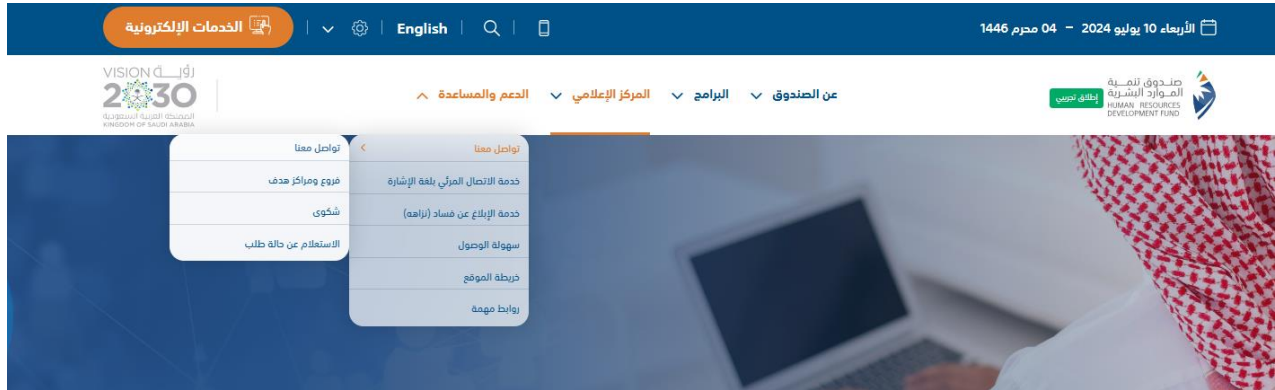 الأربعاء 10 يوليو 2024 – 04 محرم 1446
English
الخدمات الإلكترونية
صندوق تنمية
الموارد البشرية
HUMAN RESOURCES
DEVELOPMENT FUND
إطلاق تجريبي
عن الصندوق
البرامج
المركز الإعلامي
الدعم والمساعدة
رؤيــة VISION
2030
المملكة العربية السعودية
KINGDOM OF SAUDI ARABIA
تواصل معنا
خدمة الاتصال المرئي بلغة الإشارة
خدمة الإبلاغ عن فساد (نزاهه)
سهولة الوصول
خريطة الموقع
روابط مهمة
تواصل معنا
فروع ومراكز هدف
شكوى
الاستعلام عن حالة طلب